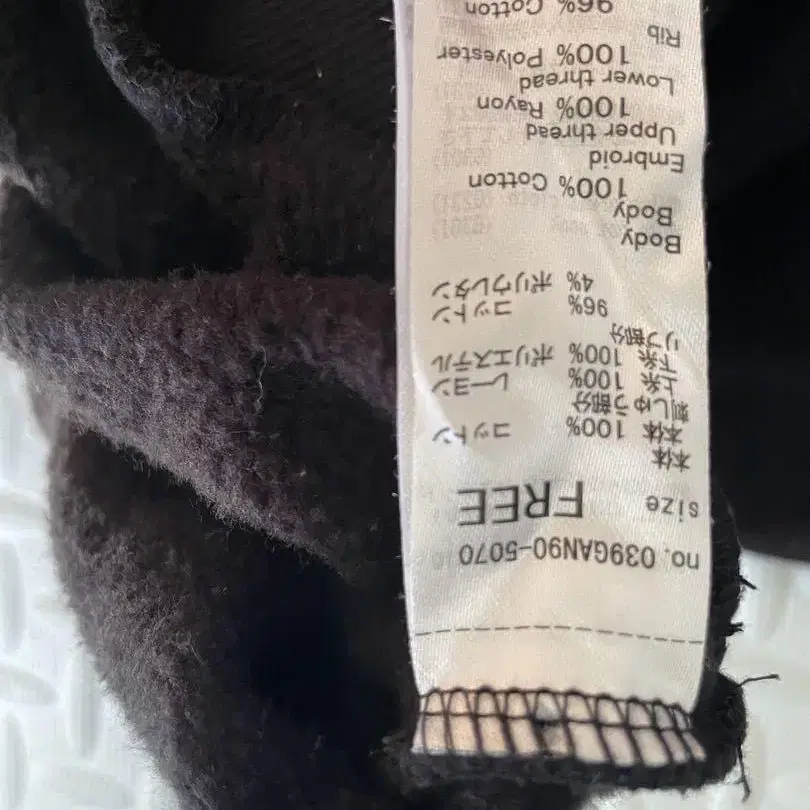 no. 039GAN90-5070
size FREE
本体
本体 100% コットン
刺しゅう部分
上糸 100% レーヨン
下糸 100% ポリエステル
リブ部分
96% コットン
4% ポリウレタン
Body
Body
100% Cotton
Embroid
Upper thread
100% Rayon
Lower thread
100% Polyester
Rib
96% Cotton